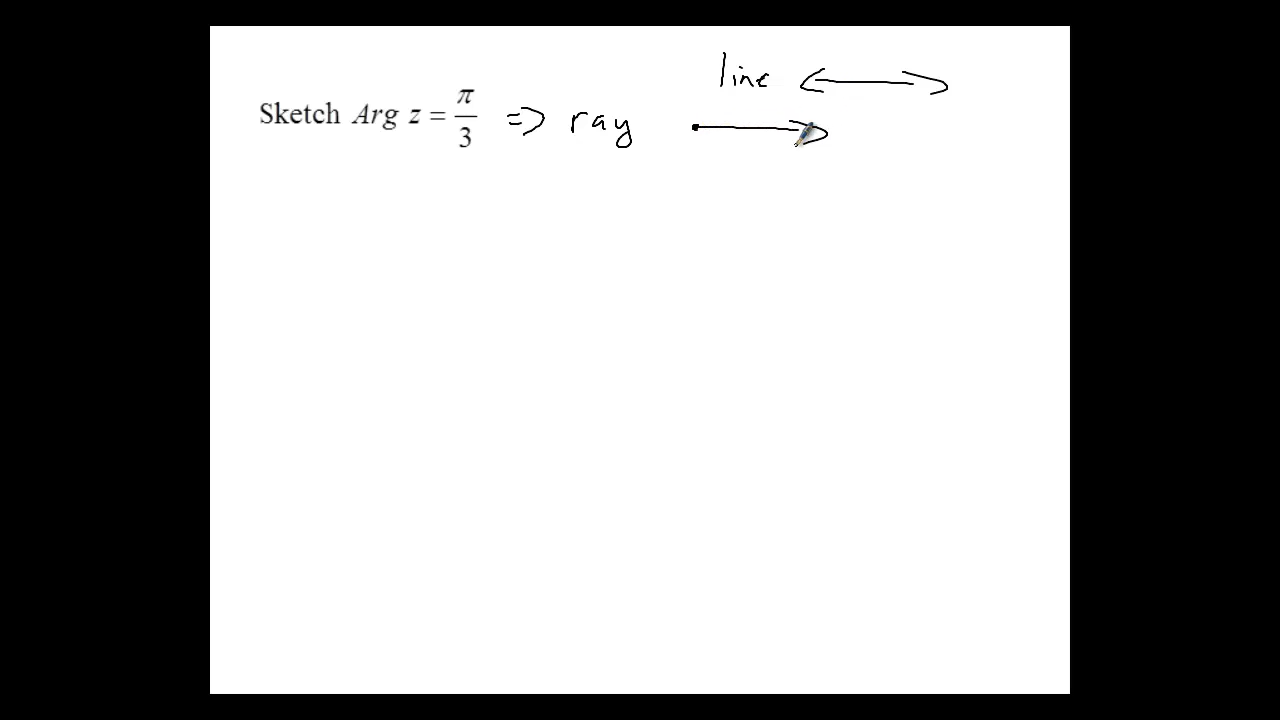 line
Sketch Arg z = π/3 ⇒ ray